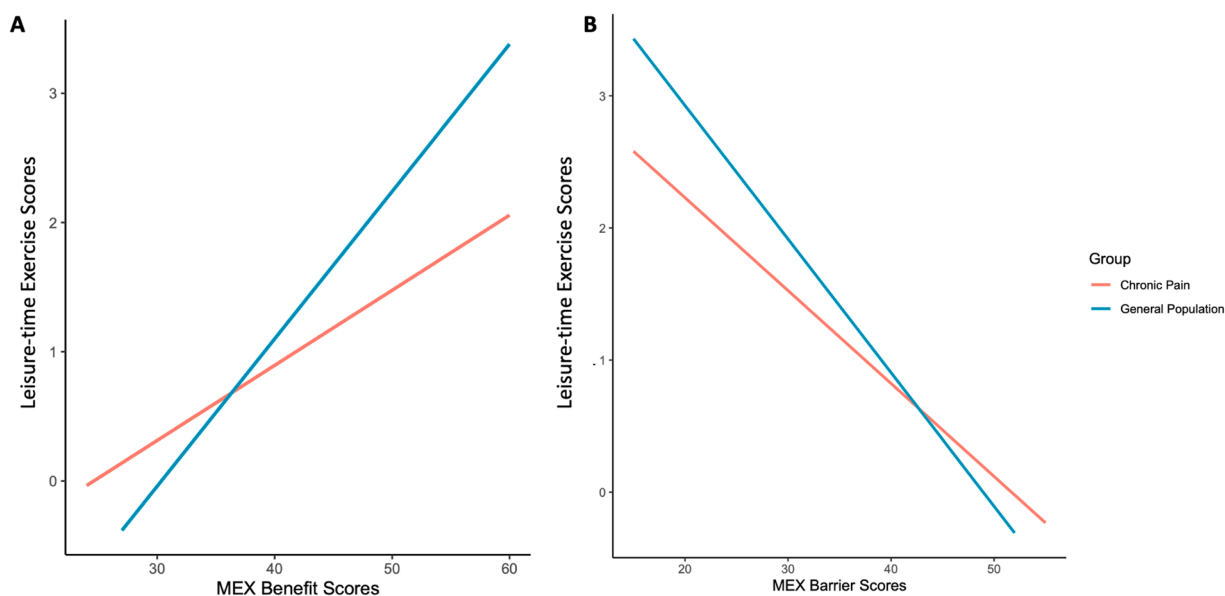 A
Leisure-time Exercise Scores
3
2
1
0
30
40
50
60
MEX Benefit Scores
B
Leisure-time Exercise Scores
3
2
1
0
20
30
40
50
MEX Barrier Scores
Group
Chronic Pain
General Population